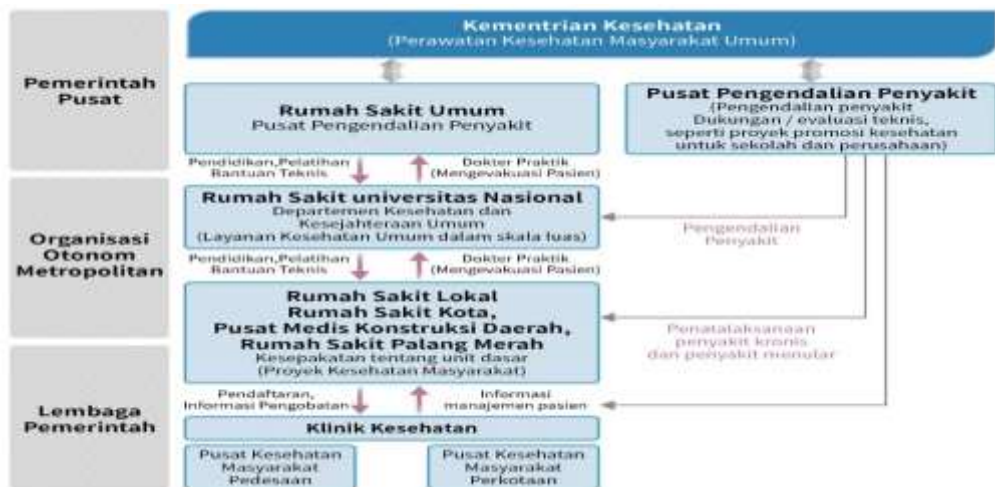 Kementrian Kesehatan
(Perawatan Kesehatan Masyarakat Umum)
Pemerintah
Pusat
Rumah Sakit Umum
Pusat Pengendalian Penyakit
Pusat Pengendalian Penyakit
(Pengendalian penyakit
Dukungan / evaluasi teknis,
seperti proyek promosi kesehatan
untuk sekolah dan perusahaan)
Pendidikan,Pelatihan
Bantuan Teknis
Dokter Praktik
(Mengevakuasi Pasien)
Organisasi
Otonom
Metropolitan
Rumah Sakit universitas Nasional
Departemen Kesehatan dan
Kesejahteraan Umum
(Layanan Kesehatan Umum dalam skala luas)
Pengendalian
Penyakit
Pendidikan,Pelatihan
Bantuan Teknis
Dokter Praktik
(Mengevakuasi Pasien)
Rumah Sakit Lokal
Rumah Sakit Kota,
Pusat Medis Konstruksi Daerah,
Rumah Sakit Palang Merah
Kesepakatan tentang unit dasar
(Proyek Kesehatan Masyarakat)
Penatalaksanaan
penyakit kronis
dan penyakit menular
Lembaga
Pemerintah
Pendaftaran,
Informasi Pengobatan
Informasi
manajemen pasien
Klinik Kesehatan
Pusat Kesehatan
Masyarakat
Pedesaan
Pusat Kesehatan
Masyarakat
Perkotaan